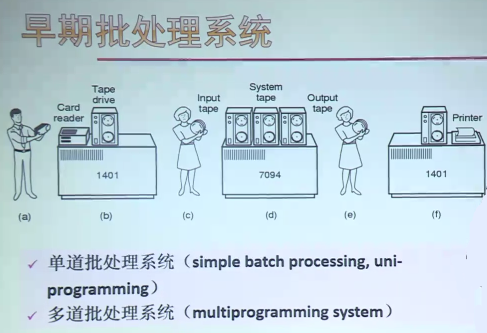 早期批处理系统
Card
reader
Tape
drive
Input
tape
System
tape
Output
tape
Printer
1401
7094
1401
(a)
(b)
(c)
(d)
(e)
(f)
✓ 单道批处理系统（simple batch processing, uni-
programming）
✓ 多道批处理系统（multiprogramming system）